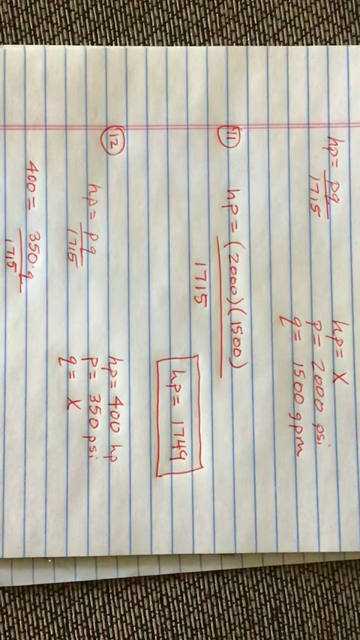 hp = pq/1715
hp = X
p = 2000 psi
q = 1500 gpm
11 hp = (2000)(1500)
1715
hp = 1749
12 hp = pq/1715
hp = 400 hp
p = 350 psi
q = X
400 = 350·q/1715